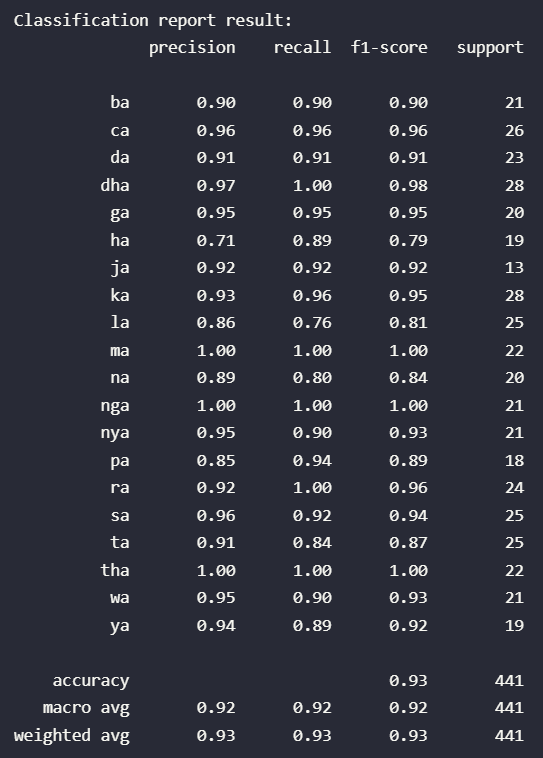 Classification report result:
precision recall f1-score support
ba 0.90 0.90 0.90 21
ca 0.96 0.96 0.96 26
da 0.91 0.91 0.91 23
dha 0.97 1.00 0.98 28
ga 0.95 0.95 0.95 20
ha 0.71 0.89 0.79 19
ja 0.92 0.92 0.92 13
ka 0.93 0.96 0.95 28
la 0.86 0.76 0.81 25
ma 1.00 1.00 1.00 22
na 0.89 0.80 0.84 20
nga 1.00 1.00 1.00 21
nya 0.95 0.90 0.93 21
pa 0.85 0.94 0.89 18
ra 0.92 1.00 0.96 24
sa 0.96 0.92 0.94 25
ta 0.91 0.84 0.87 25
tha 1.00 1.00 1.00 22
wa 0.95 0.90 0.93 21
ya 0.94 0.89 0.92 19
accuracy 0.93 441
macro avg 0.92 0.92 0.92 441
weighted avg 0.93 0.93 0.93 441